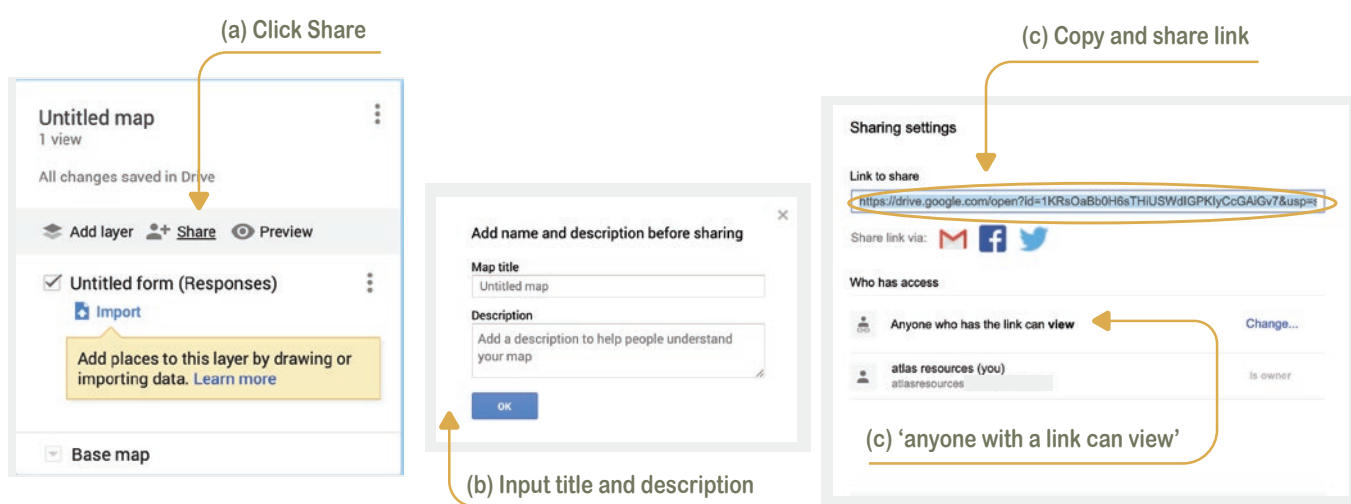 (a) Click Share
(c) Copy and share link
Untitled map
1 view
All changes saved in Drive
Add layer Share Preview
Untitled form (Responses)
Import
Add places to this layer by drawing or
importing data. Learn more
Base map
Add name and description before sharing
Map title
Untitled map
Description
Add a description to help people understand
your map
OK
(b) Input title and description
Sharing settings
Link to share
https://drive.google.com/open?id=1KRsOaBb0H6sTHiUSWdIGPKIyCcGAiGv7&usp=s
Share link via:
Who has access
Anyone who has the link can view Change...
atlas resources (you)
atlasresources
Is owner
(c) ‘anyone with a link can view’